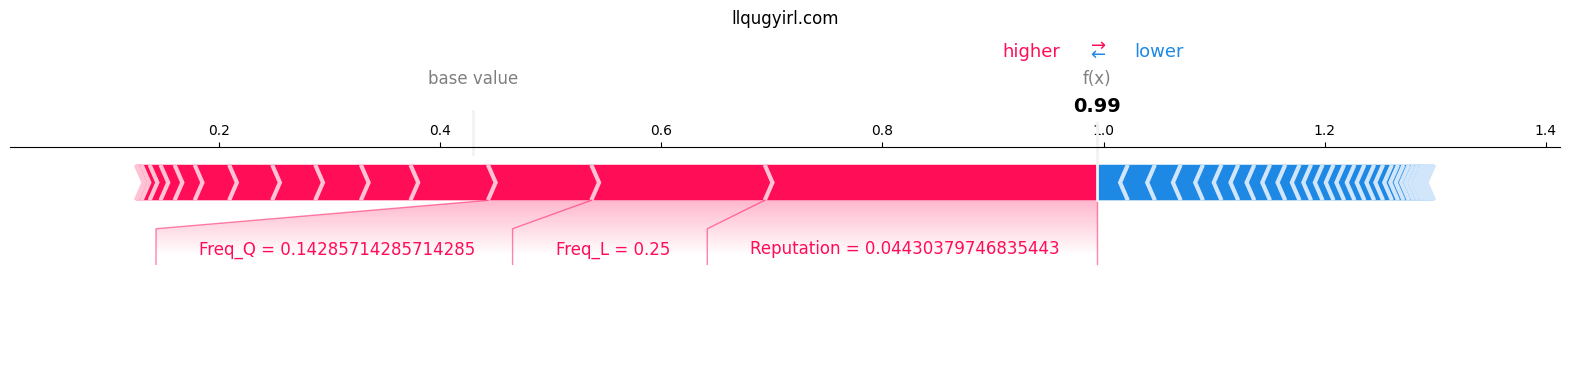 llqugyirl.com
higher → ← lower
base value f(x)
0.99
0.2 0.4 0.6 0.8 1.0 1.2 1.4
Freq_Q = 0.14285714285714285 Freq_L = 0.25 Reputation = 0.04430379746835443